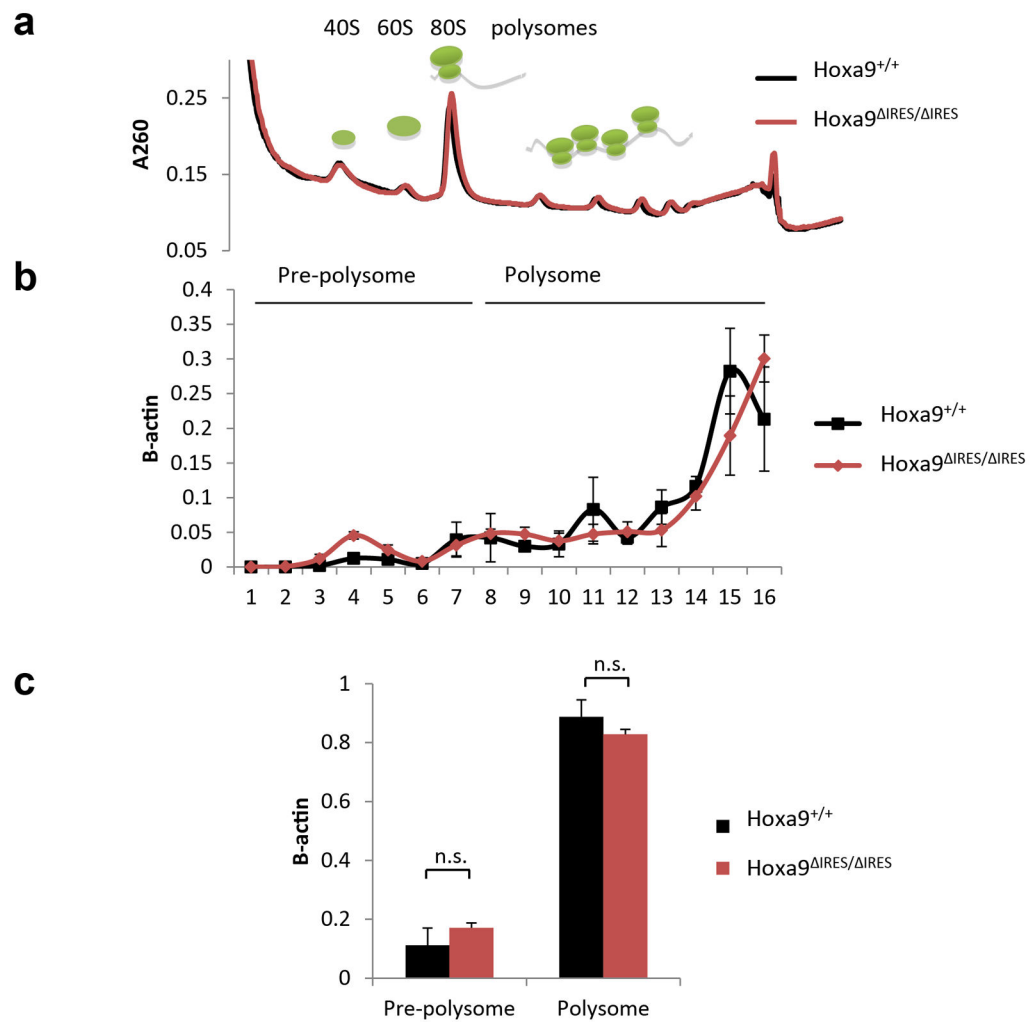 a
40S 60S 80S polysomes
Hoxa9+/+
Hoxa9ΔIRES/ΔIRES
A260
0.25
0.15
0.05
b
Pre-polysome Polysome
B-actin
0.4
0.35
0.3
0.25
0.2
0.15
0.1
0.05
0
Hoxa9+/+
Hoxa9ΔIRES/ΔIRES
1 2 3 4 5 6 7 8 9 10 11 12 13 14 15 16
c
n.s.
n.s.
B-actin
1
0.8
0.6
0.4
0.2
0
Hoxa9+/+
Hoxa9ΔIRES/ΔIRES
Pre-polysome Polysome